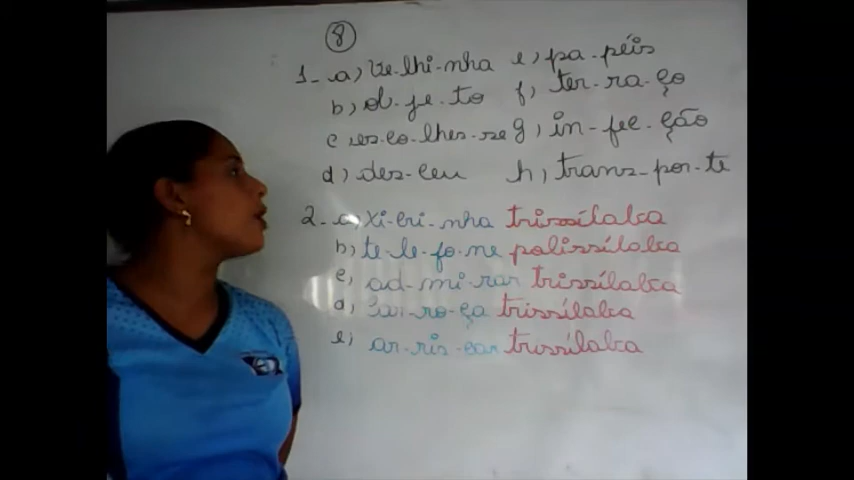 8
1- a) ve-lhi-nha e) pa-péis
b) ob-je-to f) ter-ra-ço
c es-co-lhes-se g) in-fec-ção
d) des-ceu h) trans-por-te
2- a) xi-cri-nha trissílaba
b) te-le-fo-ne polissílaba
c) ad-mi-rar trissílaba
d) car-ro-ça trissílaba
e) ar-ris-car trissílaba